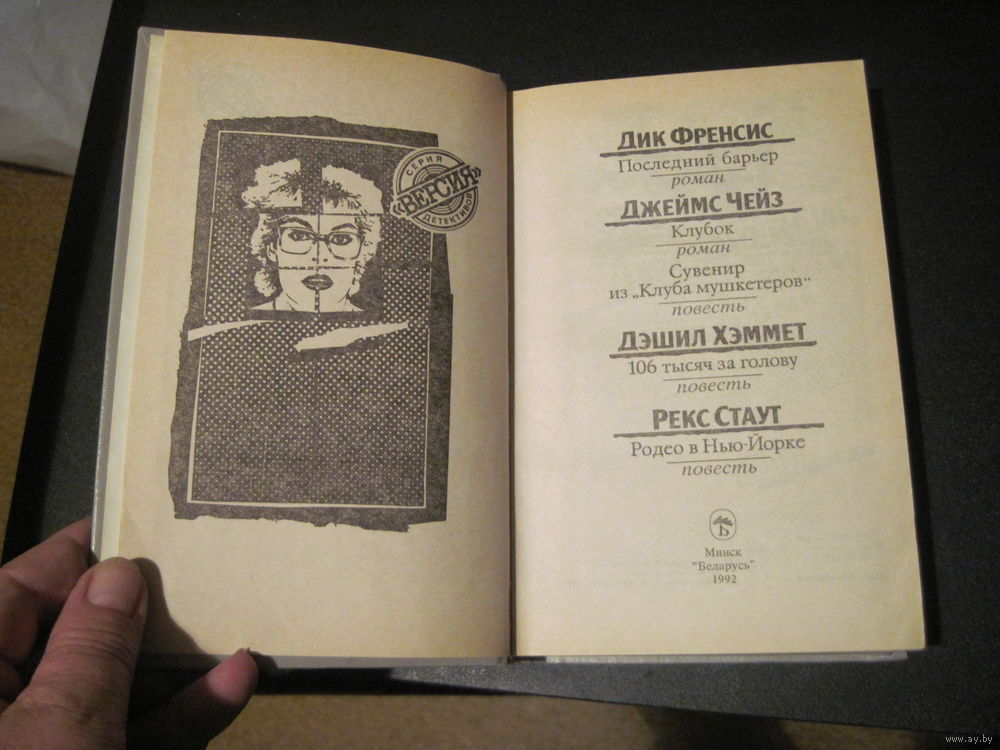 СЕРИЯ
«ВЕРСИЯ»
ДЕТЕКТИВОВ
ДИК ФРЕНСИС
Последний барьер
роман
ДЖЕЙМС ЧЕЙЗ
Клубок
роман
Сувенир
из „Клуба мушкетеров"
повесть
ДЭШИЛ ХЭММЕТ
106 тысяч за голову
повесть
РЕКС СТАУТ
Родео в Нью-Йорке
повесть
Б
Минск
"Беларусь"
1992
www.ay.by